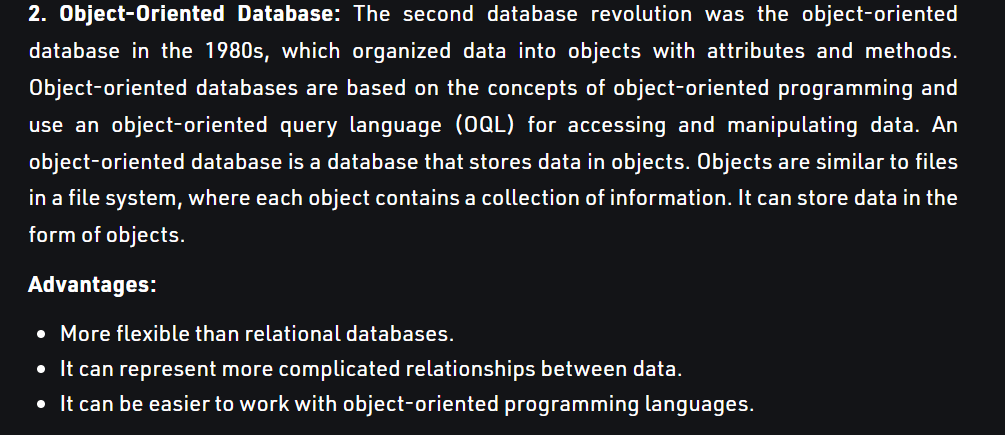 2. Object-Oriented Database: The second database revolution was the object-oriented
database in the 1980s, which organized data into objects with attributes and methods.
Object-oriented databases are based on the concepts of object-oriented programming and
use an object-oriented query language (OQL) for accessing and manipulating data. An
object-oriented database is a database that stores data in objects. Objects are similar to files
in a file system, where each object contains a collection of information. It can store data in the
form of objects.
Advantages:
• More flexible than relational databases.
• It can represent more complicated relationships between data.
• It can be easier to work with object-oriented programming languages.